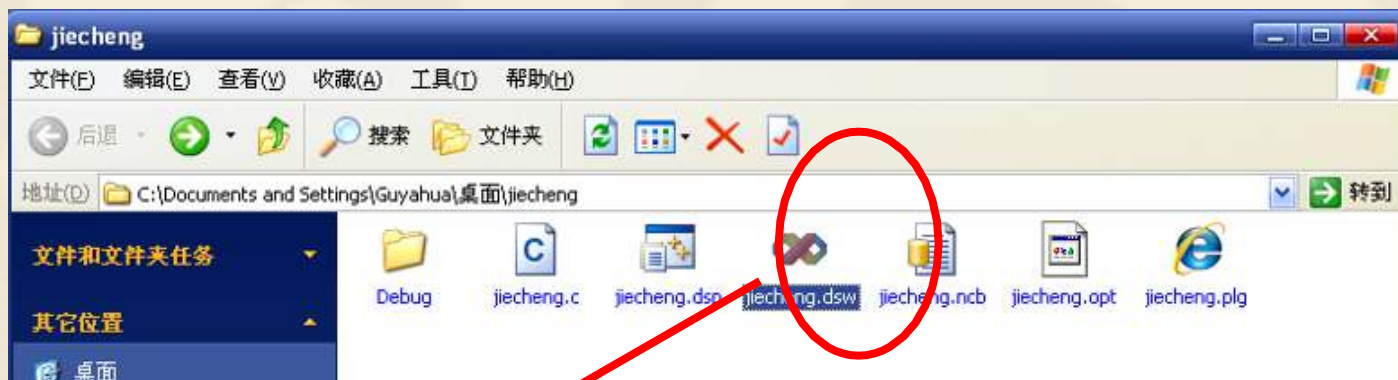 jiecheng
文件(F) 编辑(E) 查看(V) 收藏(A) 工具(T) 帮助(H)
后退 搜索 文件夹
地址(D) C:\Documents and Settings\Guyahua\桌面\jiecheng 转到
文件和文件夹任务
Debug jiecheng.c jiecheng.dsp jiecheng.dsw jiecheng.ncb jiecheng.opt jiecheng.plg
其它位置
桌面